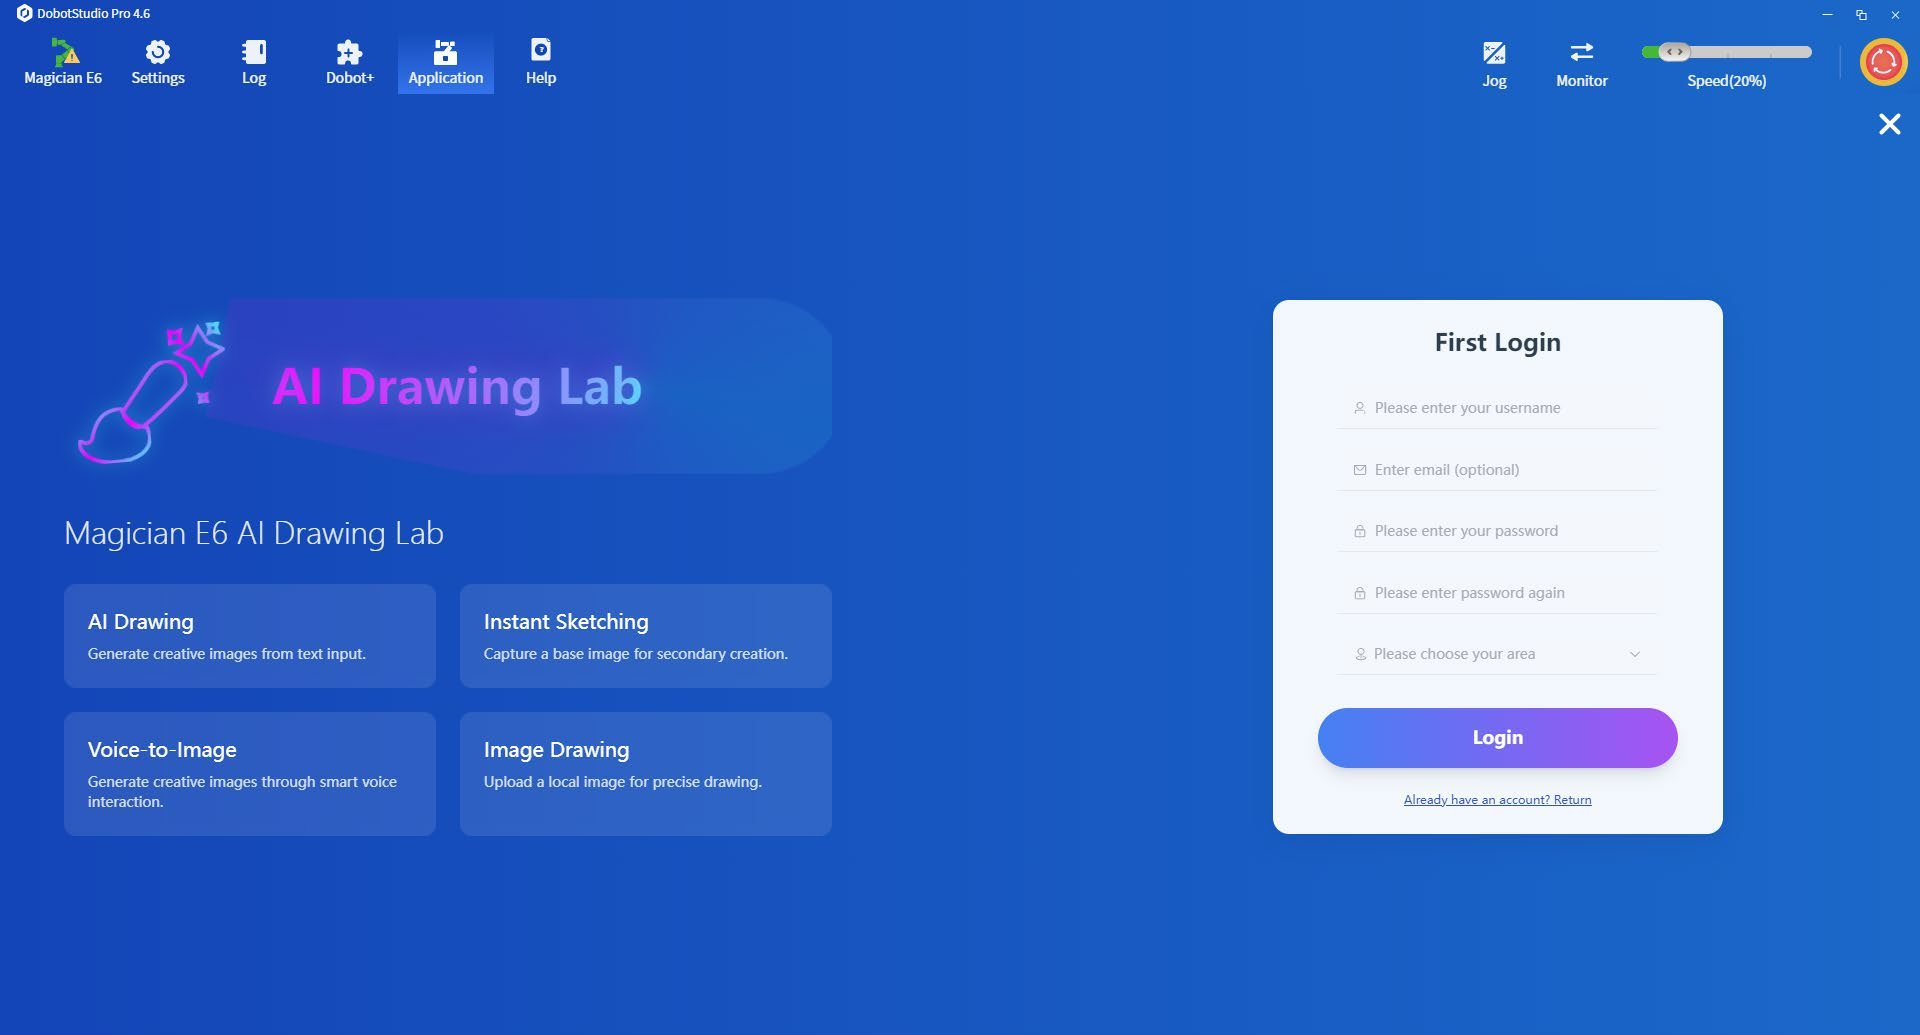 DobotStudio Pro 4.6
Magician E6
Settings
Log
Dobot+
Application
Help
Jog
Monitor
Speed(20%)
AI Drawing Lab
Magician E6 AI Drawing Lab
AI Drawing
Generate creative images from text input.
Instant Sketching
Capture a base image for secondary creation.
Voice-to-Image
Generate creative images through smart voice
interaction.
Image Drawing
Upload a local image for precise drawing.
First Login
Please enter your username
Enter email (optional)
Please enter your password
Please enter password again
Please choose your area
Login
Already have an account? Return